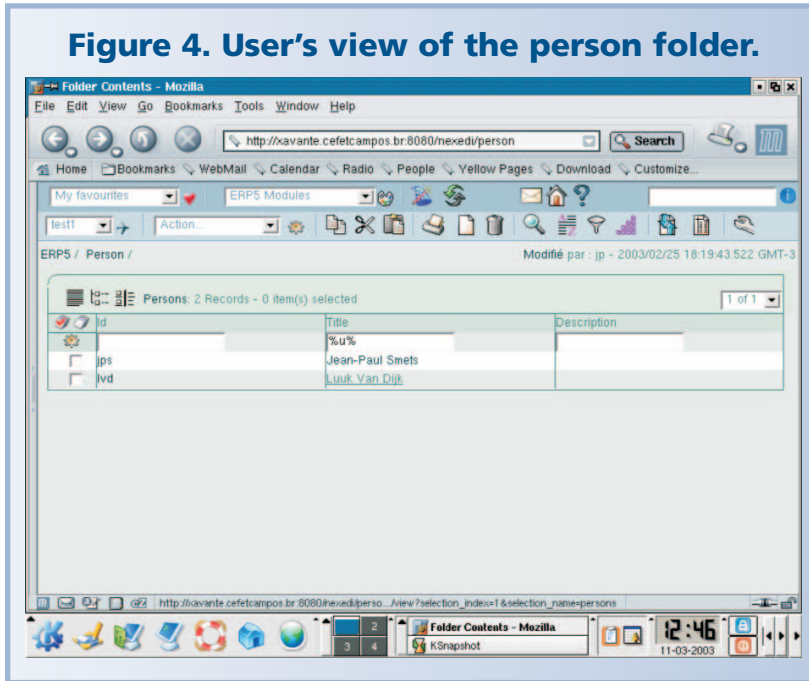 Figure 4. User's view of the person folder.
Folder Contents - Mozilla
File Edit View Go Bookmarks Tools Window Help
http://xavante.cefetcampos.br:8080/nexedi/person Search
Home Bookmarks WebMail Calendar Radio People Yellow Pages Download Customize...
My favourites ERP5 Modules
test1 Action...
ERP5 / Person / Modifié par : jp - 2003/02/25 18:19:43.522 GMT-3
Persons: 2 Records - 0 item(s) selected 1 of 1
Id Title Description
%u%
jps Jean-Paul Smets
lvd Luuk Van Dijk
http://xavante.cefetcampos.br:8080/nexedi/perso.../view?selection_index=1&selection_name=persons
2 Folder Contents - Mozilla 12:46
3 4 KSnapshot 11-03-2003